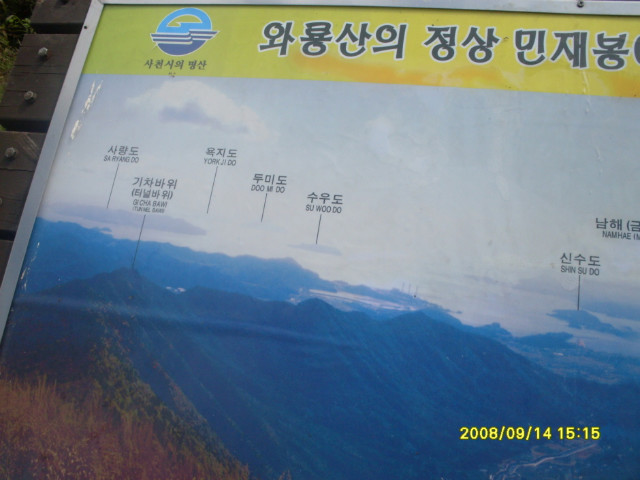 와룡산의 정상 민재봉에
사천시의 명산
사량도
SA RYANG DO
욕지도
YORK JI DO
두미도
DOO MI DO
수우도
SU WOO DO
기차바위
(터널바위)
(KI CHA BAWI)
(TUNNEL BAWI)
남해 (금
NAMHAE (M
신수도
SHIN SU DO
2008/09/14 15:15